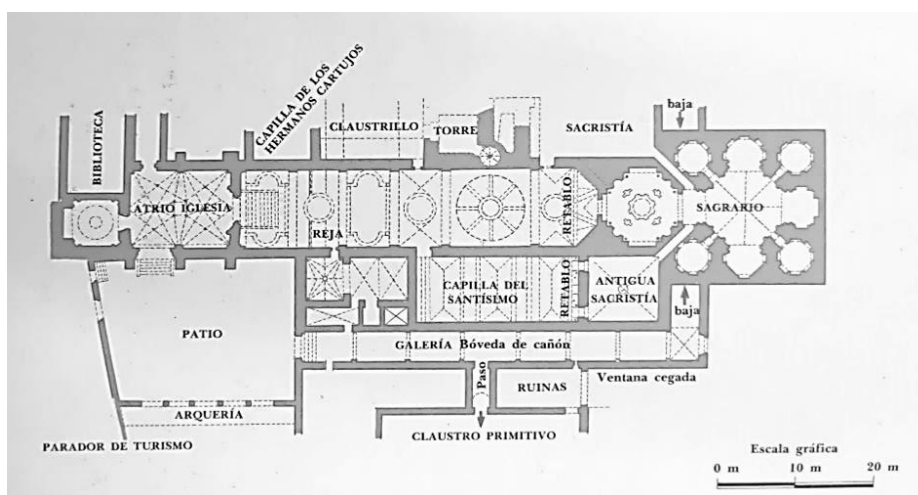 CAPILLA DE LOS
HERMANOS CARTUJOS
BIBLIOTECA
CLAUSTRILLO
TORRE
SACRISTÍA
baja
ATRIO IGLESIA
REJA
RETABLO
SAGRARIO
CAPILLA DEL
SANTÍSIMO
RETABLO
ANTIGUA
SACRISTÍA
baja
PATIO
GALERÍA Bóveda de cañón
Paso
RUINAS
Ventana cegada
ARQUERÍA
CLAUSTRO PRIMITIVO
PARADOR DE TURISMO
Escala gráfica
0 m 10 m 20 m